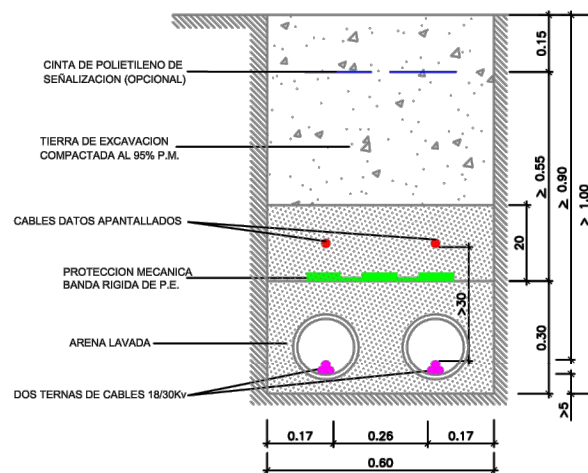 CINTA DE POLIETILENO DE
SEÑALIZACION (OPCIONAL)
TIERRA DE EXCAVACION
COMPACTADA AL 95% P.M.
CABLES DATOS APANTALLADOS
PROTECCION MECANICA
BANDA RIGIDA DE P.E.
ARENA LAVADA
DOS TERNAS DE CABLES 18/30Kv
0.15
≥ 0.55
≥ 0.90
≥ 1.00
20
>30
0.30
>5
0.17
0.26
0.17
0.60